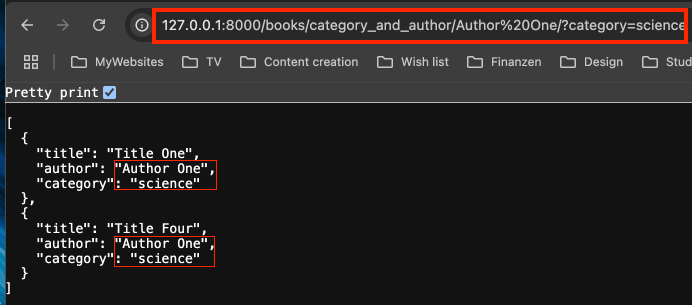 127.0.0.1:8000/books/category_and_author/Author%20One/?category=science
MyWebsites TV Content creation Wish list Finanzen Design Stud
Pretty print
[
{
"title": "Title One",
"author": "Author One",
"category": "science"
},
{
"title": "Title Four",
"author": "Author One",
"category": "science"
}
]